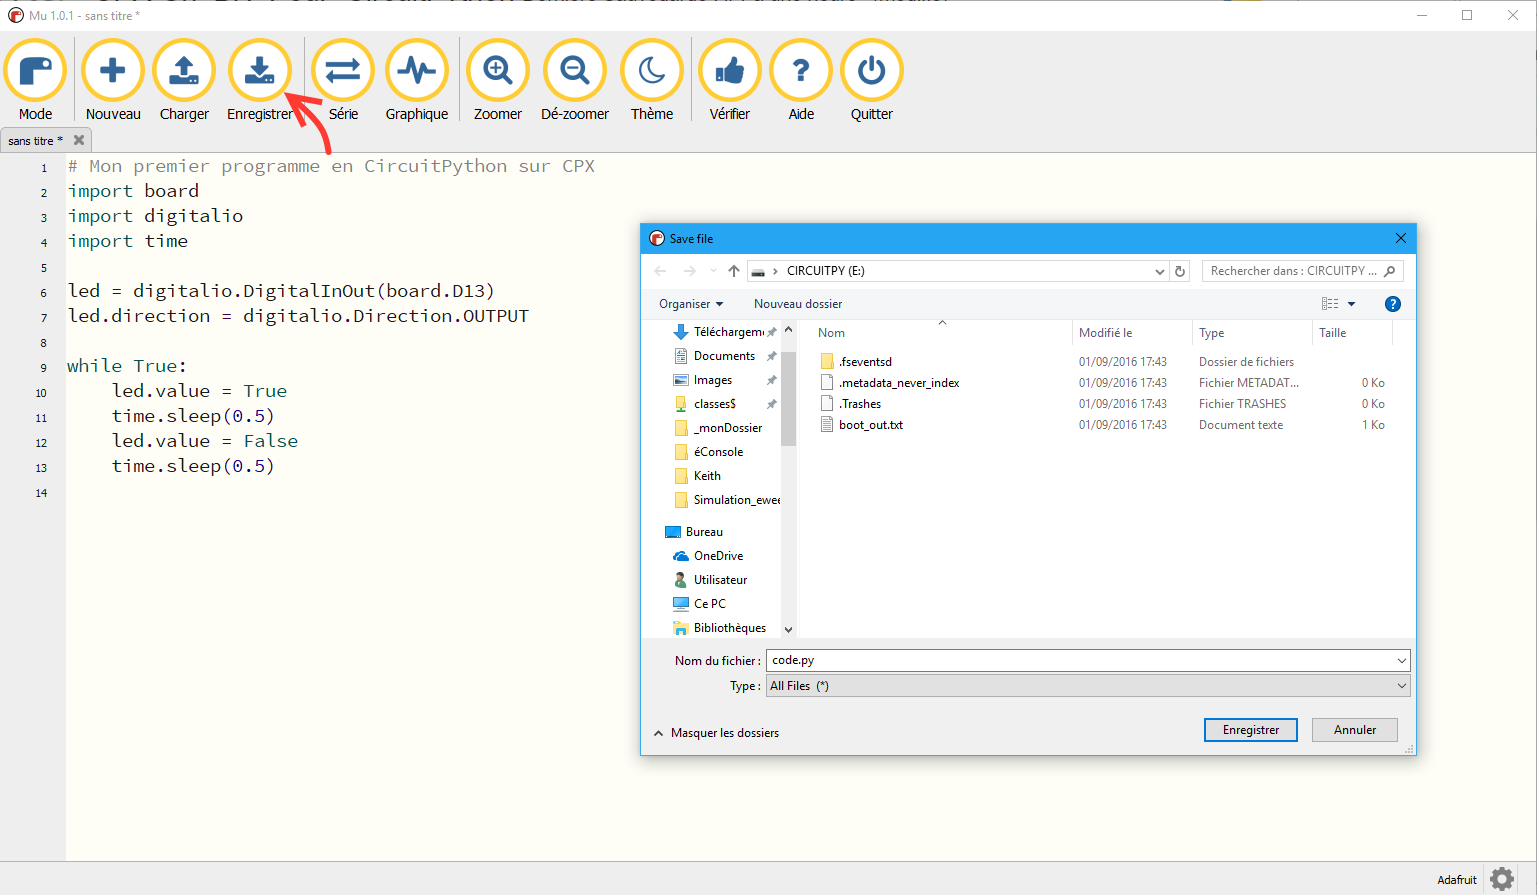 Mu 1.0.1 - sans titre *
Mode
Nouveau
Charger
Enregistrer
Série
Graphique
Zoomer
Dé-zoomer
Thème
Vérifier
Aide
Quitter
sans titre *
1 # Mon premier programme en CircuitPython sur CPX
2 import board
3 import digitalio
4 import time
5
6 led = digitalio.DigitalInOut(board.D13)
7 led.direction = digitalio.Direction.OUTPUT
8
9 while True:
10 led.value = True
11 time.sleep(0.5)
12 led.value = False
13 time.sleep(0.5)
14
Save file
CIRCUITPY (E:)
Rechercher dans : CIRCUITPY ...
Organiser
Nouveau dossier
Téléchargem
Documents
Images
classes$
_monDossier
éConsole
Keith
Simulation_ewee
Bureau
OneDrive
Utilisateur
Ce PC
Bibliothèques
Nom Modifié le Type Taille
.fseventsd 01/09/2016 17:43 Dossier de fichiers
.metadata_never_index 01/09/2016 17:43 Fichier METADAT... 0 Ko
.Trashes 01/09/2016 17:43 Fichier TRASHES 0 Ko
boot_out.txt 01/09/2016 17:43 Document texte 1 Ko
Nom du fichier : code.py
Type : All Files (*)
Masquer les dossiers
Enregistrer
Annuler
Adafruit